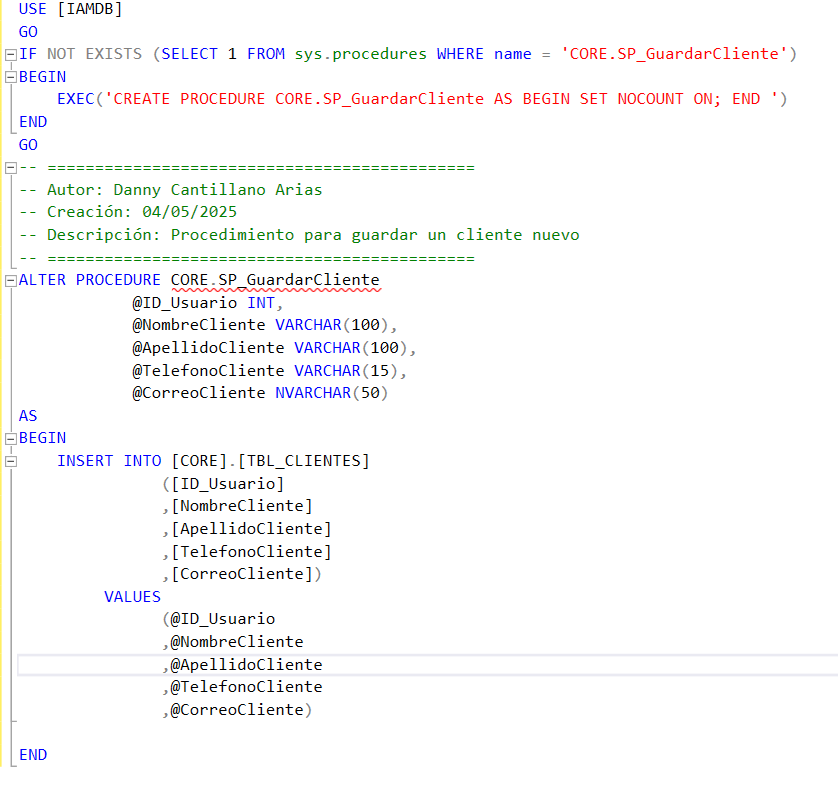 USE [IAMDB]
GO
IF NOT EXISTS (SELECT 1 FROM sys.procedures WHERE name = 'CORE.SP_GuardarCliente')
BEGIN
    EXEC('CREATE PROCEDURE CORE.SP_GuardarCliente AS BEGIN SET NOCOUNT ON; END ')
END
GO
-- =============================================
-- Autor: Danny Cantillano Arias
-- Creación: 04/05/2025
-- Descripción: Procedimiento para guardar un cliente nuevo
-- =============================================
ALTER PROCEDURE CORE.SP_GuardarCliente
            @ID_Usuario INT,
            @NombreCliente VARCHAR(100),
            @ApellidoCliente VARCHAR(100),
            @TelefonoCliente VARCHAR(15),
            @CorreoCliente NVARCHAR(50)
AS
BEGIN
    INSERT INTO [CORE].[TBL_CLIENTES]
               ([ID_Usuario]
               ,[NombreCliente]
               ,[ApellidoCliente]
               ,[TelefonoCliente]
               ,[CorreoCliente])
         VALUES
               (@ID_Usuario
               ,@NombreCliente
               ,@ApellidoCliente
               ,@TelefonoCliente
               ,@CorreoCliente)
END